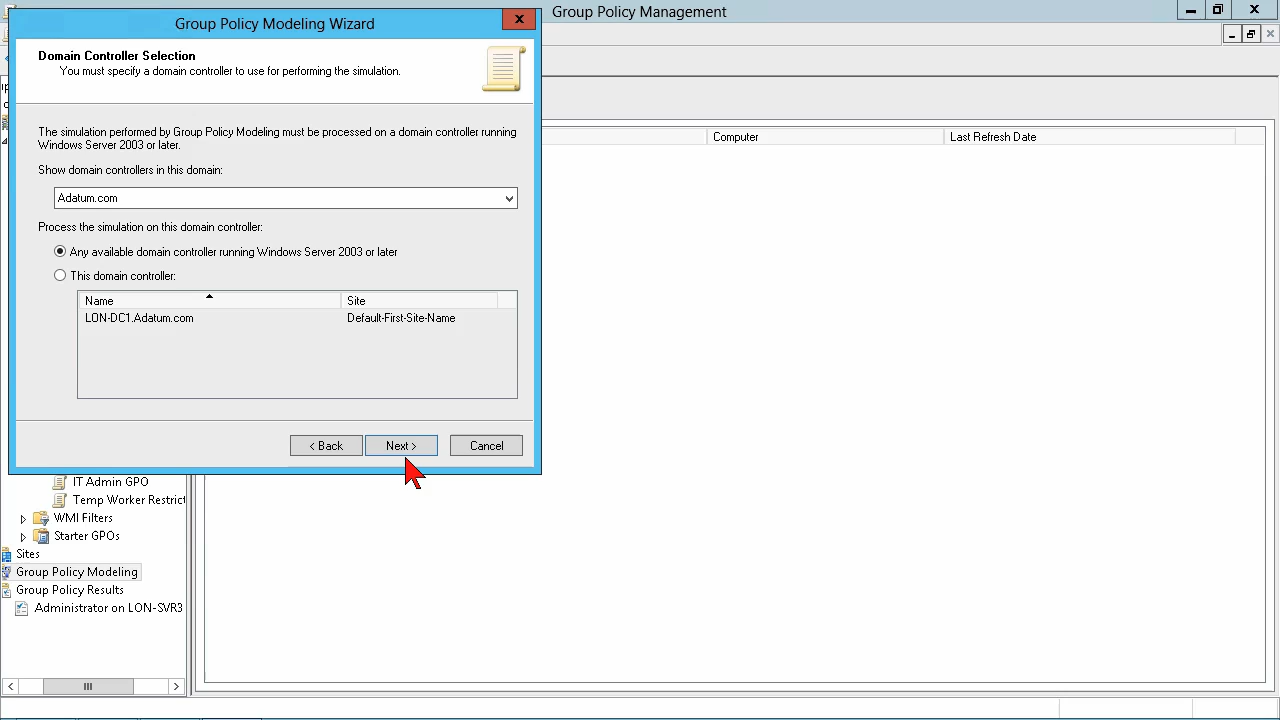 Group Policy Modeling Wizard
Group Policy Management
Domain Controller Selection
You must specify a domain controller to use for performing the simulation.
The simulation performed by Group Policy Modeling must be processed on a domain controller running
Windows Server 2003 or later.
Show domain controllers in this domain:
Adatum.com
Process the simulation on this domain controller:
Any available domain controller running Windows Server 2003 or later
This domain controller:
Name Site
LON-DC1.Adatum.com Default-First-Site-Name
< Back Next > Cancel
Computer Last Refresh Date
IT Admin GPO
Temp Worker Restrict
WMI Filters
Starter GPOs
Sites
Group Policy Modeling
Group Policy Results
Administrator on LON-SVR3